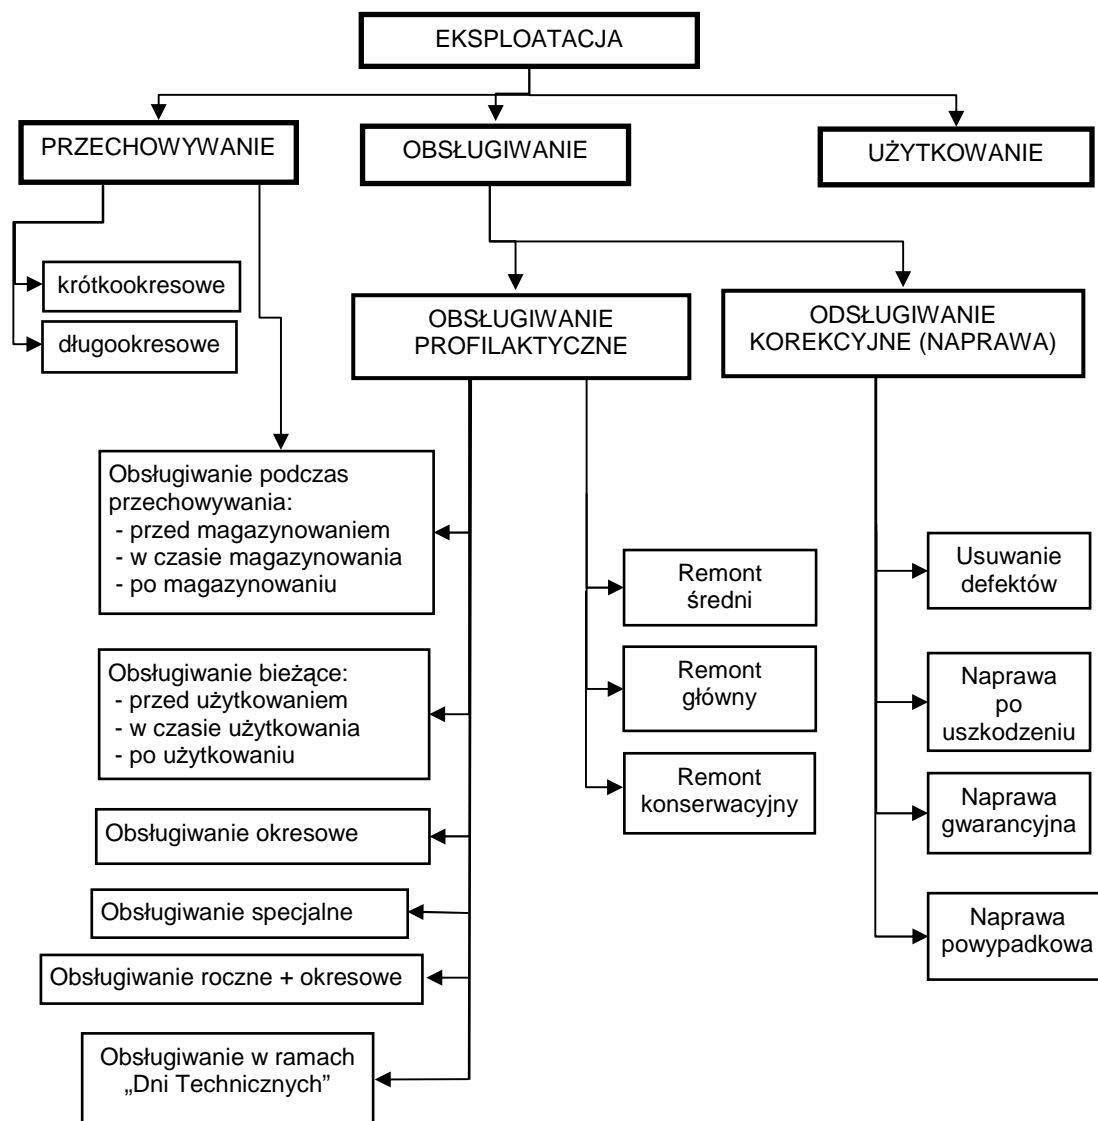 EKSPLOATACJA
PRZECHOWYWANIE
OBSŁUGIWANIE
UŻYTKOWANIE
krótkookresowe
długookresowe
OBSŁUGIWANIE
PROFILAKTYCZNE
ODSŁUGIWANIE
KOREKCYJNE (NAPRAWA)
Obsługiwanie podczas
przechowywania:
- przed magazynowaniem
- w czasie magazynowania
- po magazynowaniu
Obsługiwanie bieżące:
- przed użytkowaniem
- w czasie użytkowania
- po użytkowaniu
Obsługiwanie okresowe
Obsługiwanie specjalne
Obsługiwanie roczne + okresowe
Obsługiwanie w ramach
„Dni Technicznych”
Remont
średni
Remont
główny
Remont
konserwacyjny
Usuwanie
defektów
Naprawa
po
uszkodzeniu
Naprawa
gwarancyjna
Naprawa
powypadkowa